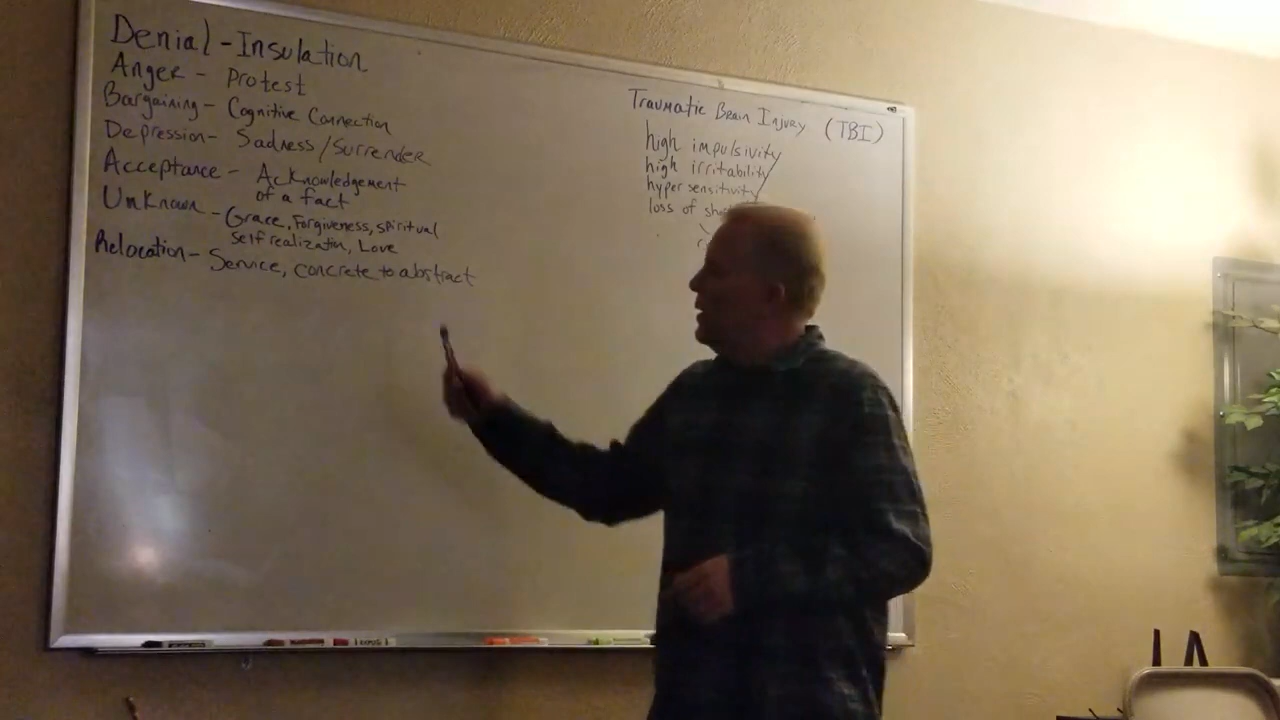 Denial - Insulation
Anger - Protest
Bargaining - Cognitive Connection
Depression - Sadness/Surrender
Acceptance - Acknowledgement
of a fact
Unknown - Grace, Forgiveness, spiritual
self realization, Love
Relocation - Service, concrete to abstract
Traumatic Brain Injury (TBI)
high impulsivity
high irritability
hyper sensitivity
loss of